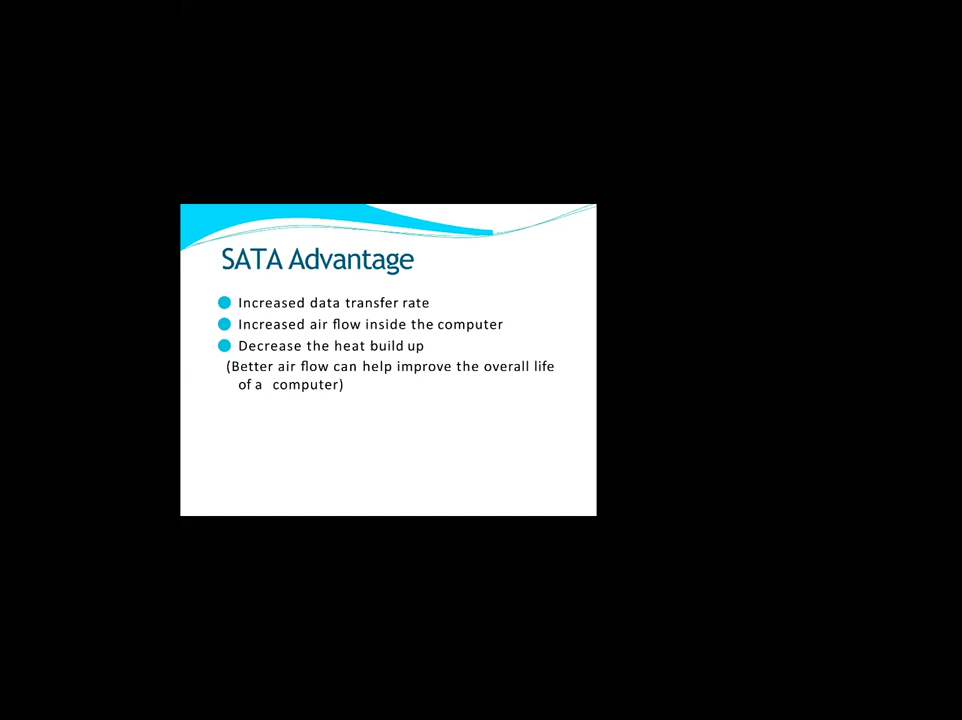 SATA Advantage
Increased data transfer rate
Increased air flow inside the computer
Decrease the heat build up
(Better air flow can help improve the overall life
of a computer)